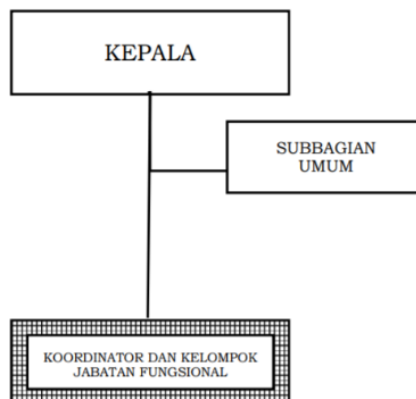 KEPALA
SUBBAGIAN
UMUM
KOORDINATOR DAN KELOMPOK
JABATAN FUNGSIONAL